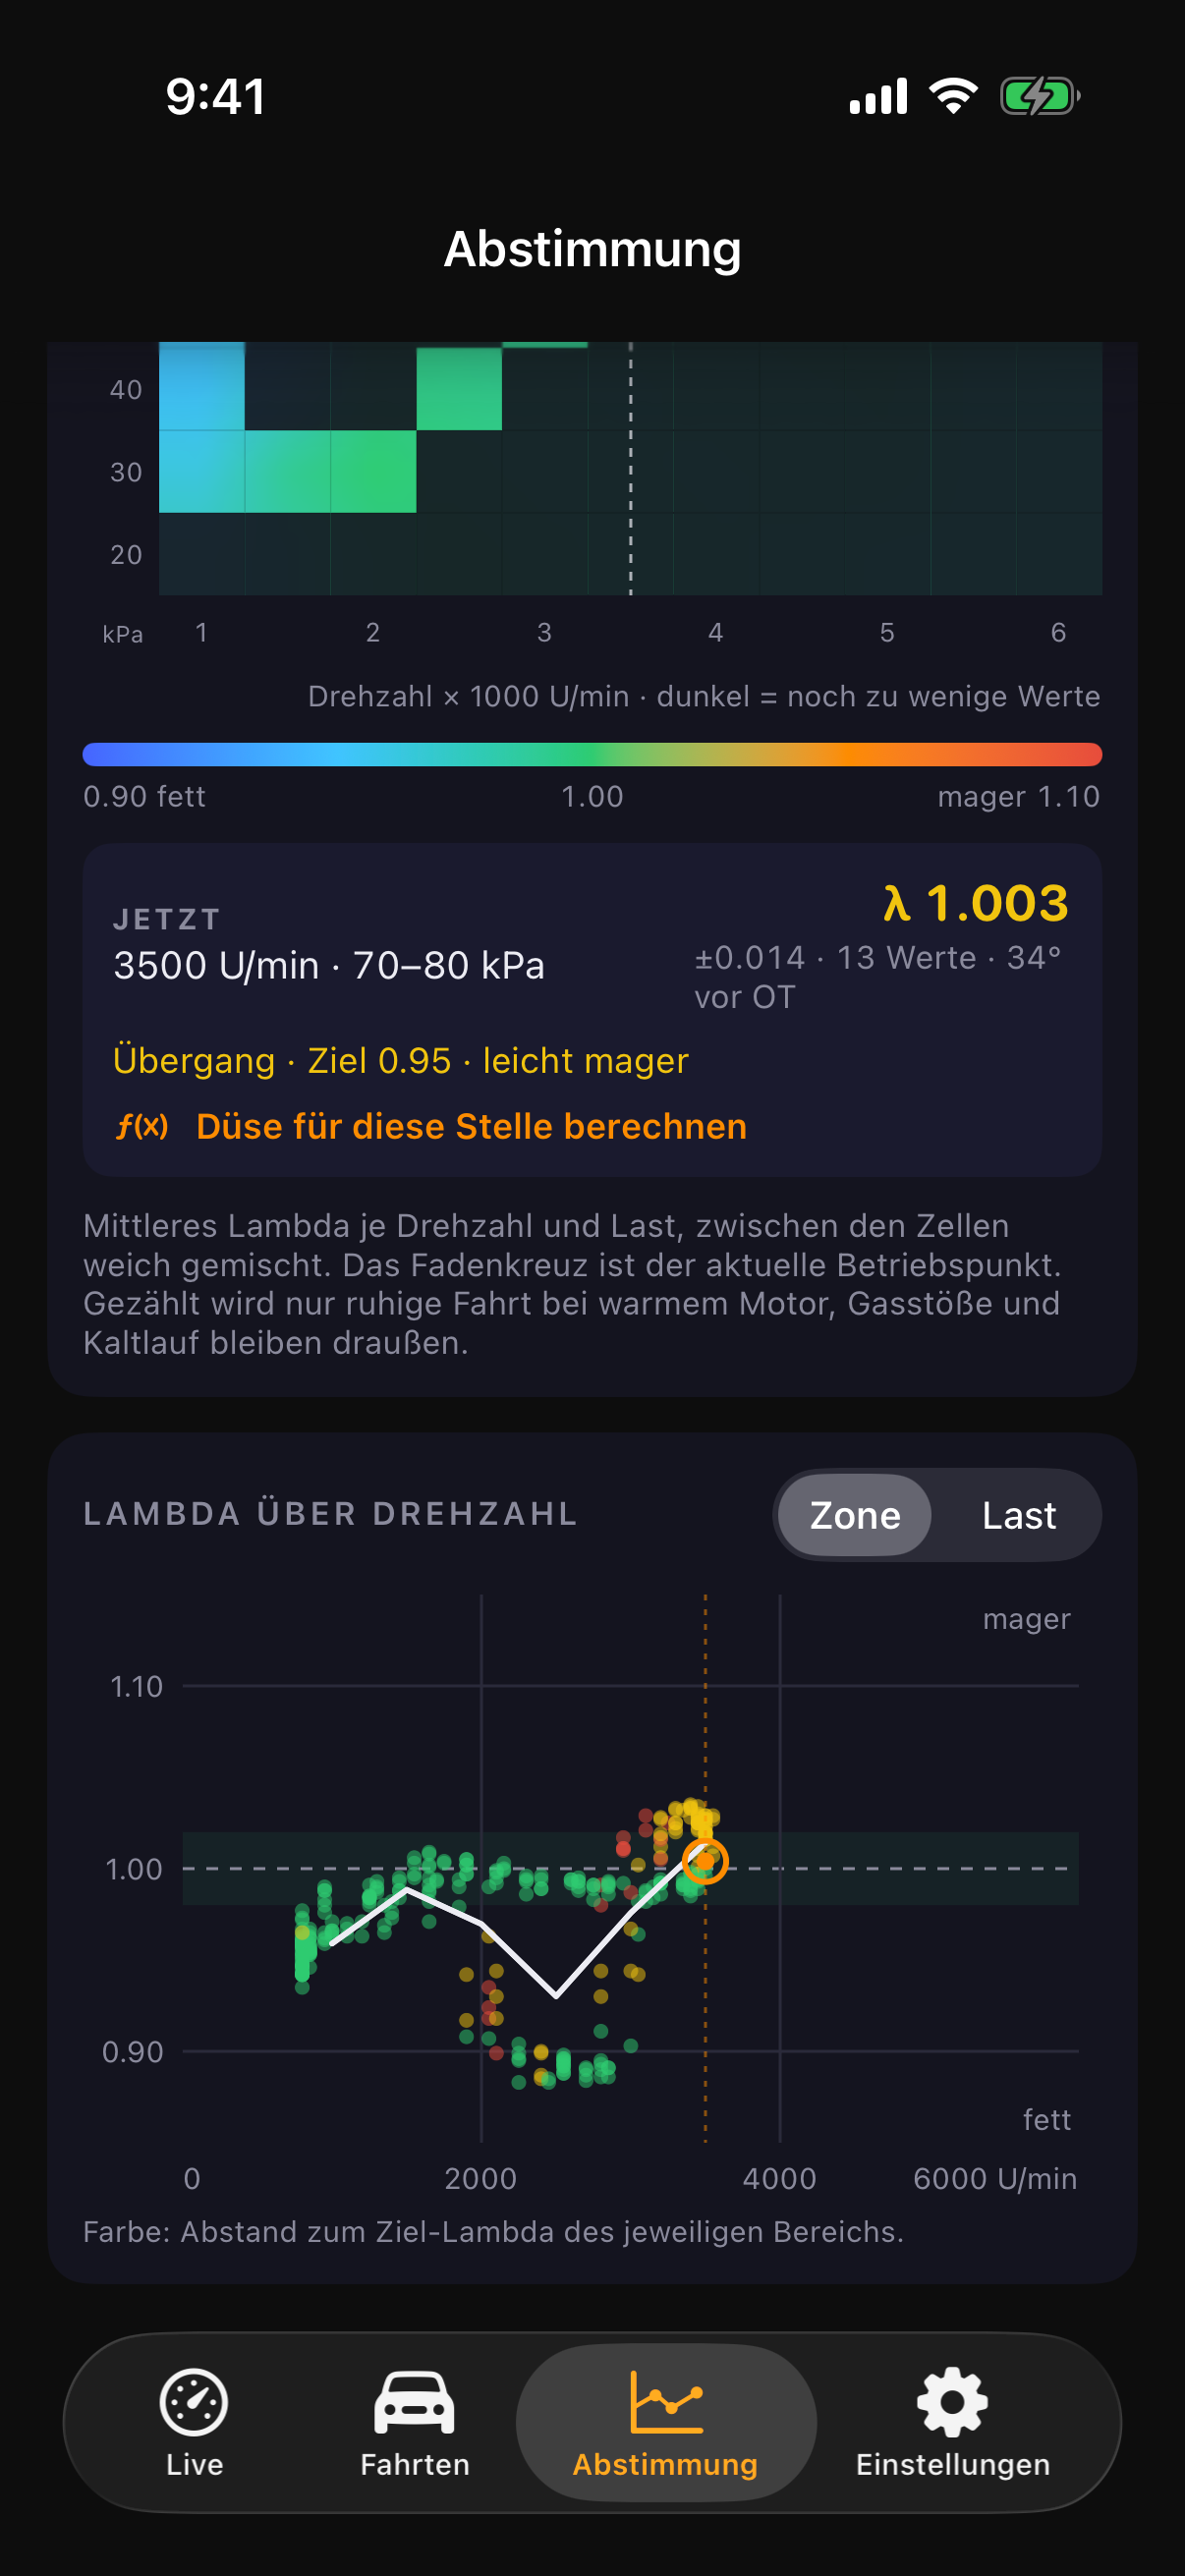 9:41
Abstimmung
40
30
20
kPa 1 2 3 4 5 6
Drehzahl × 1000 U/min · dunkel = noch zu wenige Werte
0.90 fett 1.00 mager 1.10
JETZT
λ 1.003
3500 U/min · 70–80 kPa
±0.014 · 13 Werte · 34°
vor OT
Übergang · Ziel 0.95 · leicht mager
f(x) Düse für diese Stelle berechnen
Mittleres Lambda je Drehzahl und Last, zwischen den Zellen
weich gemischt. Das Fadenkreuz ist der aktuelle Betriebspunkt.
Gezählt wird nur ruhige Fahrt bei warmem Motor, Gasstöße und
Kaltlauf bleiben draußen.
LAMBDA ÜBER DREHZAHL
Zone Last
mager
1.10
1.00
0.90
fett
0 2000 4000 6000 U/min
Farbe: Abstand zum Ziel-Lambda des jeweiligen Bereichs.
Live Fahrten Abstimmung Einstellungen